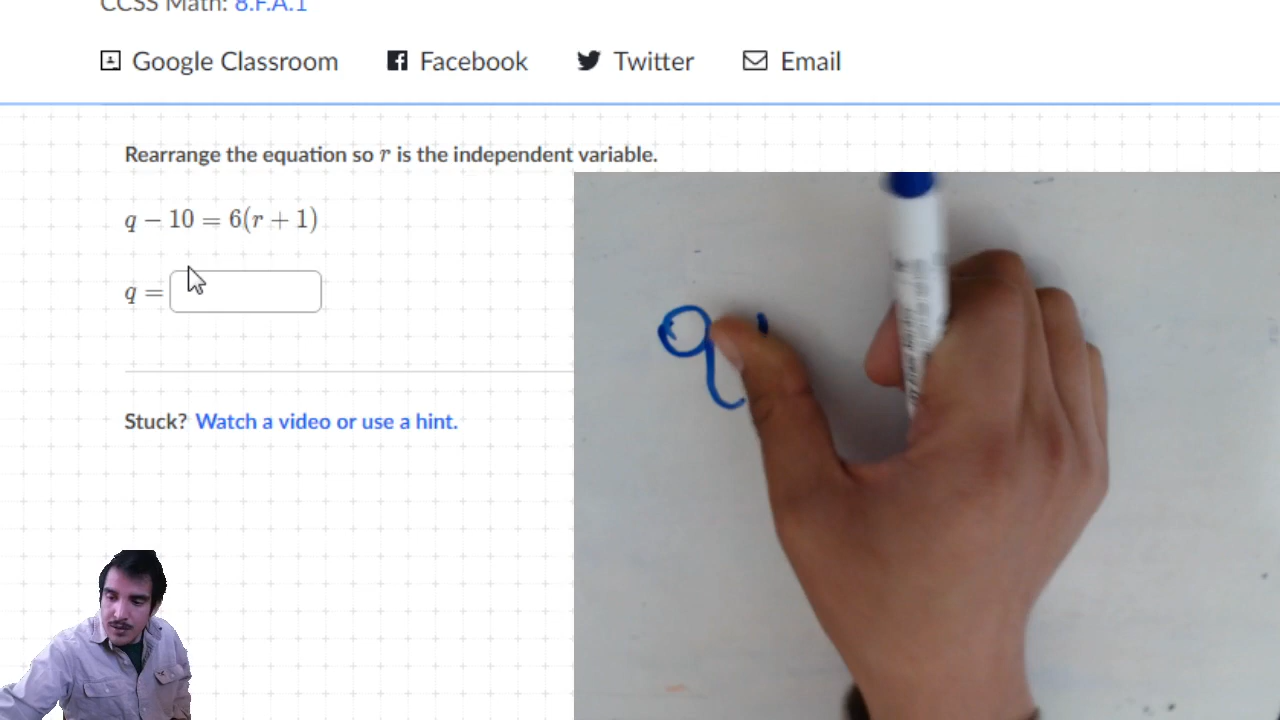 CCSS Math: 8.F.A.1
Google Classroom Facebook Twitter Email
Rearrange the equation so r is the independent variable.
q − 10 = 6(r + 1)
q =
q
Stuck? Watch a video or use a hint.